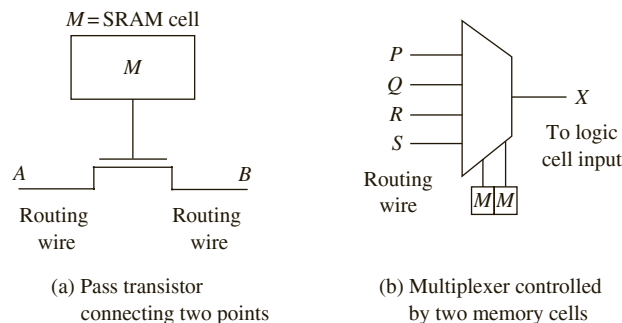 M = SRAM cell
M
A
B
Routing wire
Routing wire
(a) Pass transistor
connecting two points
P
Q
R
S
X
To logic
cell input
Routing
wire
M M
(b) Multiplexer controlled
by two memory cells